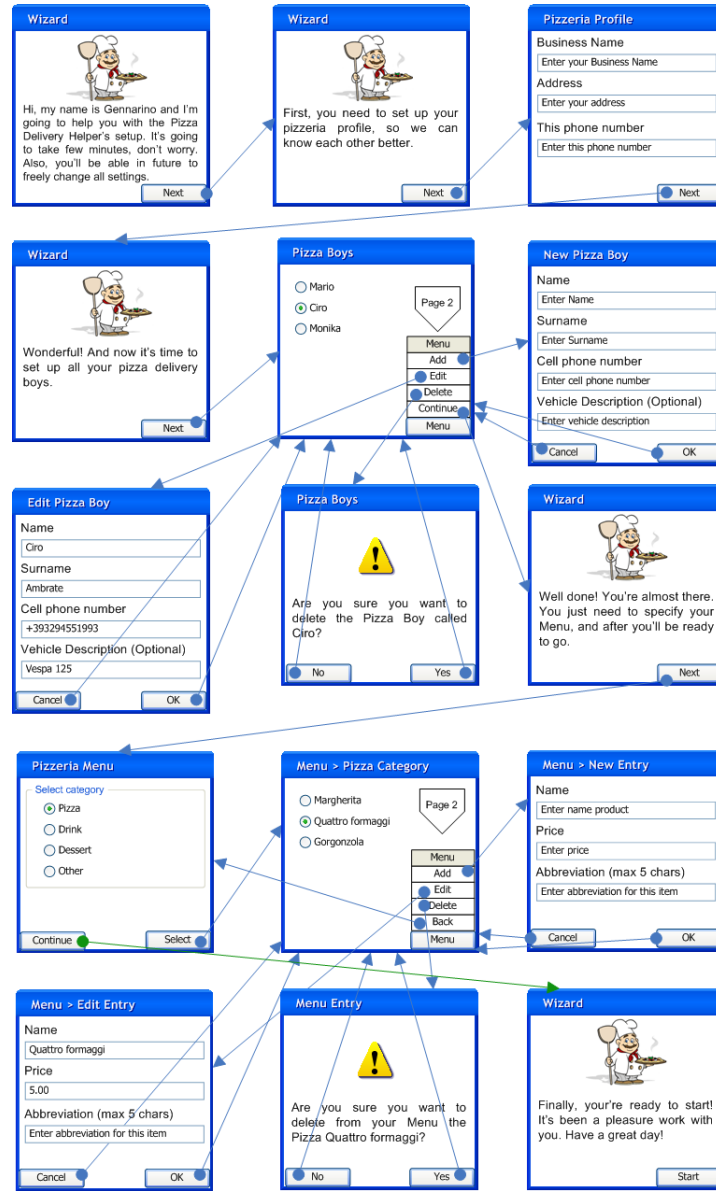 Wizard
Hi, my name is Gennarino and I'm
going to help you with the Pizza
Delivery Helper's setup. It's going
to take few minutes, don't worry.
Also, you'll be able in future to
freely change all settings.
Next
Wizard
First, you need to set up your
pizzeria profile, so we can
know each other better.
Next
Pizzeria Profile
Business Name
Enter your Business Name
Address
Enter your address
This phone number
Enter this phone number
Next
Wizard
Wonderful! And now it's time to
set up all your pizza delivery
boys.
Next
Pizza Boys
Mario
Ciro
Monika
Page 2
Menu
Add
Edit
Delete
Continue
Menu
New Pizza Boy
Name
Enter Name
Surname
Enter Surname
Cell phone number
Enter cell phone number
Vehicle Description (Optional)
Enter vehicle description
Cancel
OK
Edit Pizza Boy
Name
Ciro
Surname
Ambrate
Cell phone number
+393294551993
Vehicle Description (Optional)
Vespa 125
Cancel
OK
Pizza Boys
Are you sure you want to
delete the Pizza Boy called
Ciro?
No
Yes
Wizard
Well done! You're almost there.
You just need to specify your
Menu, and after you'll be ready
to go.
Next
Pizzeria Menu
Select category
Pizza
Drink
Dessert
Other
Continue
Select
Menu > Pizza Category
Margherita
Quattro formaggi
Gorgonzola
Page 2
Menu
Add
Edit
Delete
Back
Menu
Menu > New Entry
Name
Enter name product
Price
Enter price
Abbreviation (max 5 chars)
Enter abbreviation for this item
Cancel
OK
Menu > Edit Entry
Name
Quattro formaggi
Price
5.00
Abbreviation (max 5 chars)
Enter abbreviation for this item
Cancel
OK
Menu Entry
Are you sure you want to
delete from your Menu the
Pizza Quattro formaggi?
No
Yes
Wizard
Finally, your're ready to start!
It's been a pleasure work with
you. Have a great day!
Start